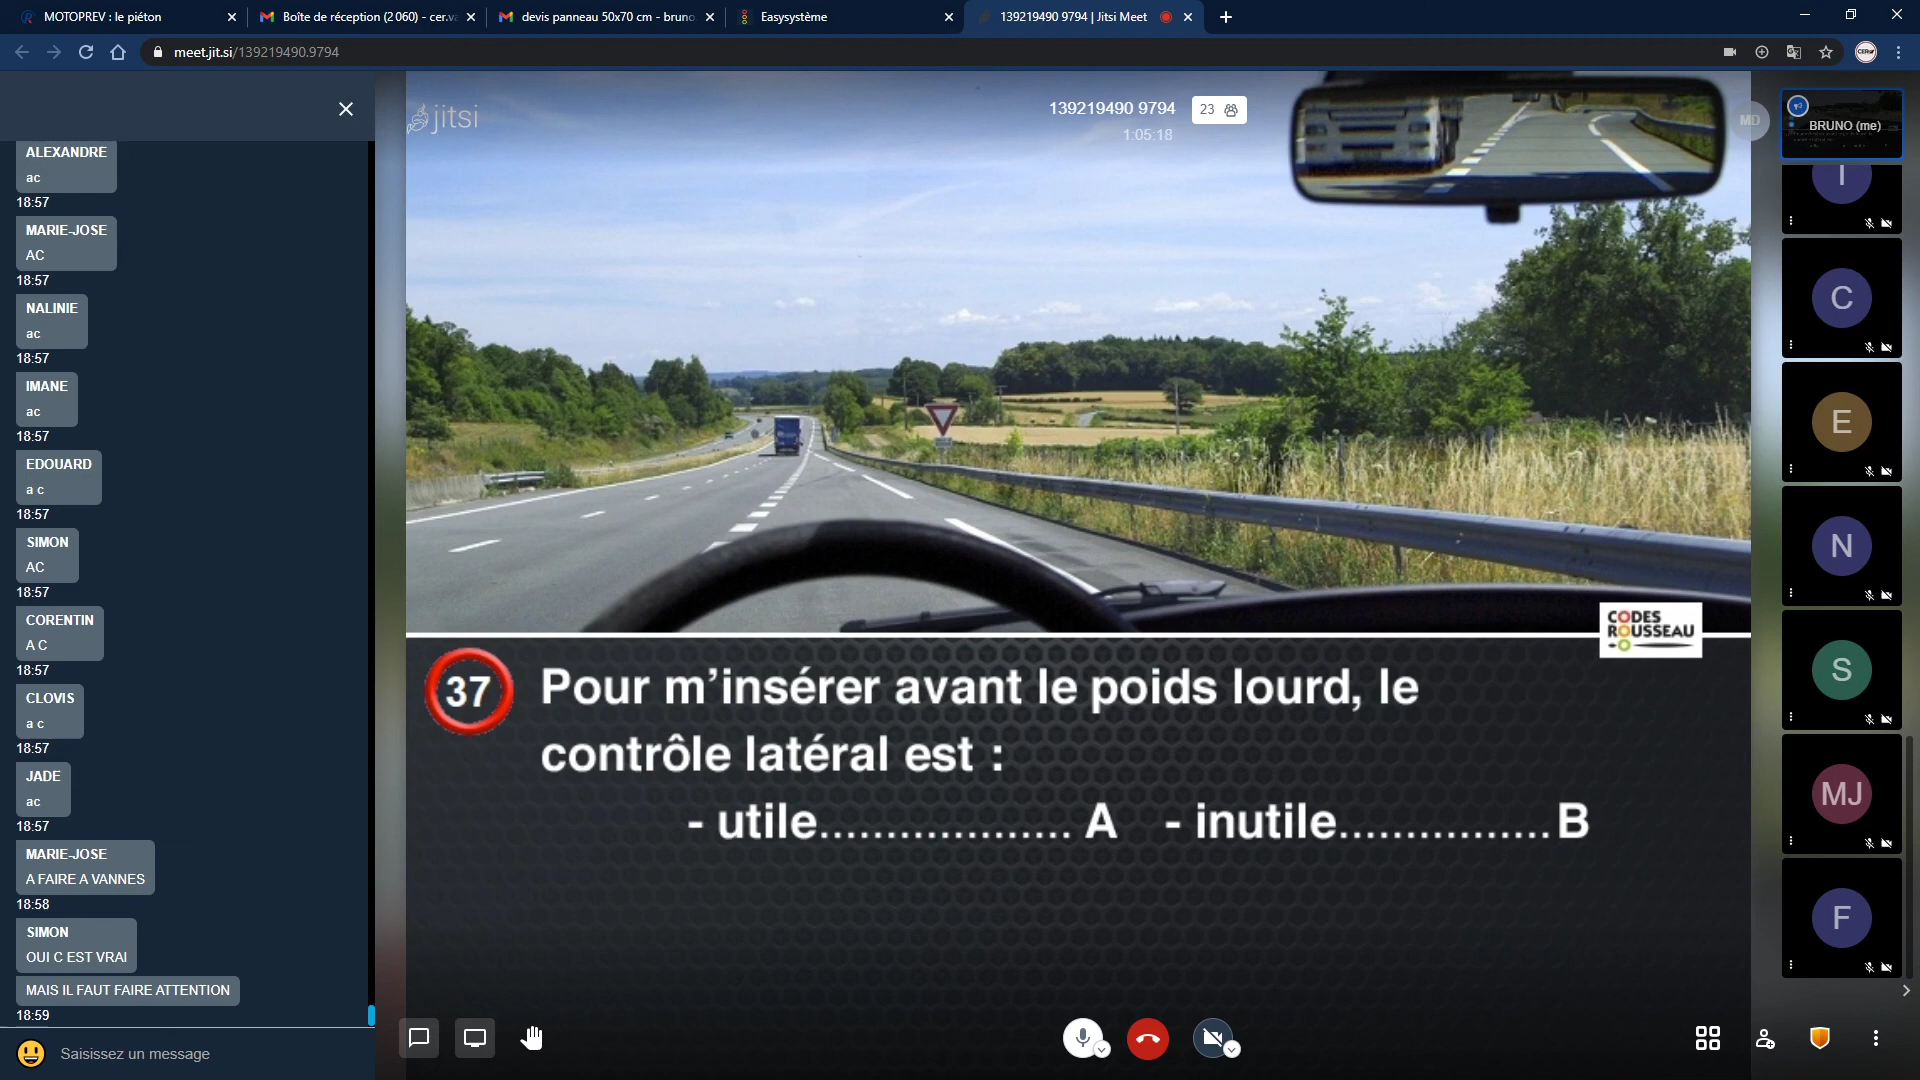 MOTOPREV : le piéton
Boîte de réception (2 060) - cer.va
devis panneau 50x70 cm - bruno.
Easysystème
139219490 9794 | Jitsi Meet
meet.jit.si/139219490.9794
ALEXANDRE
ac
18:57
MARIE-JOSE
AC
18:57
NALINIE
ac
18:57
IMANE
ac
18:57
EDOUARD
a c
18:57
SIMON
AC
18:57
CORENTIN
A C
18:57
CLOVIS
a c
18:57
JADE
ac
18:57
MARIE-JOSE
A FAIRE A VANNES
18:58
SIMON
OUI C EST VRAI
MAIS IL FAUT FAIRE ATTENTION
18:59
Saisissez un message
jitsi
139219490 9794
23
1:05:18
MD
BRUNO (me)
I
C
E
N
S
MJ
F
CODES
ROUSSEAU
37
Pour m'insérer avant le poids lourd, le
contrôle latéral est :
- utile................... A - inutile................ B